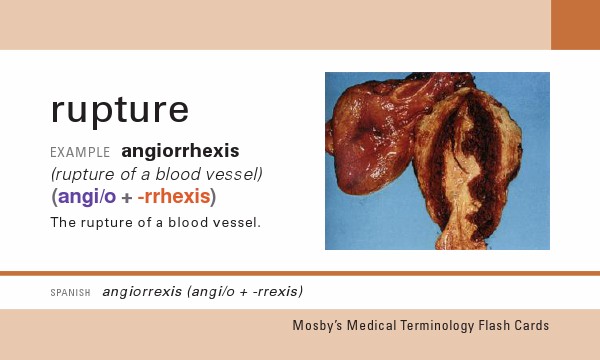 rupture
EXAMPLE angiorrhexis
(rupture of a blood vessel)
(angi/o + -rrhexis)
The rupture of a blood vessel.
SPANISH angiorrexis (angi/o + -rrexis)
Mosby's Medical Terminology Flash Cards